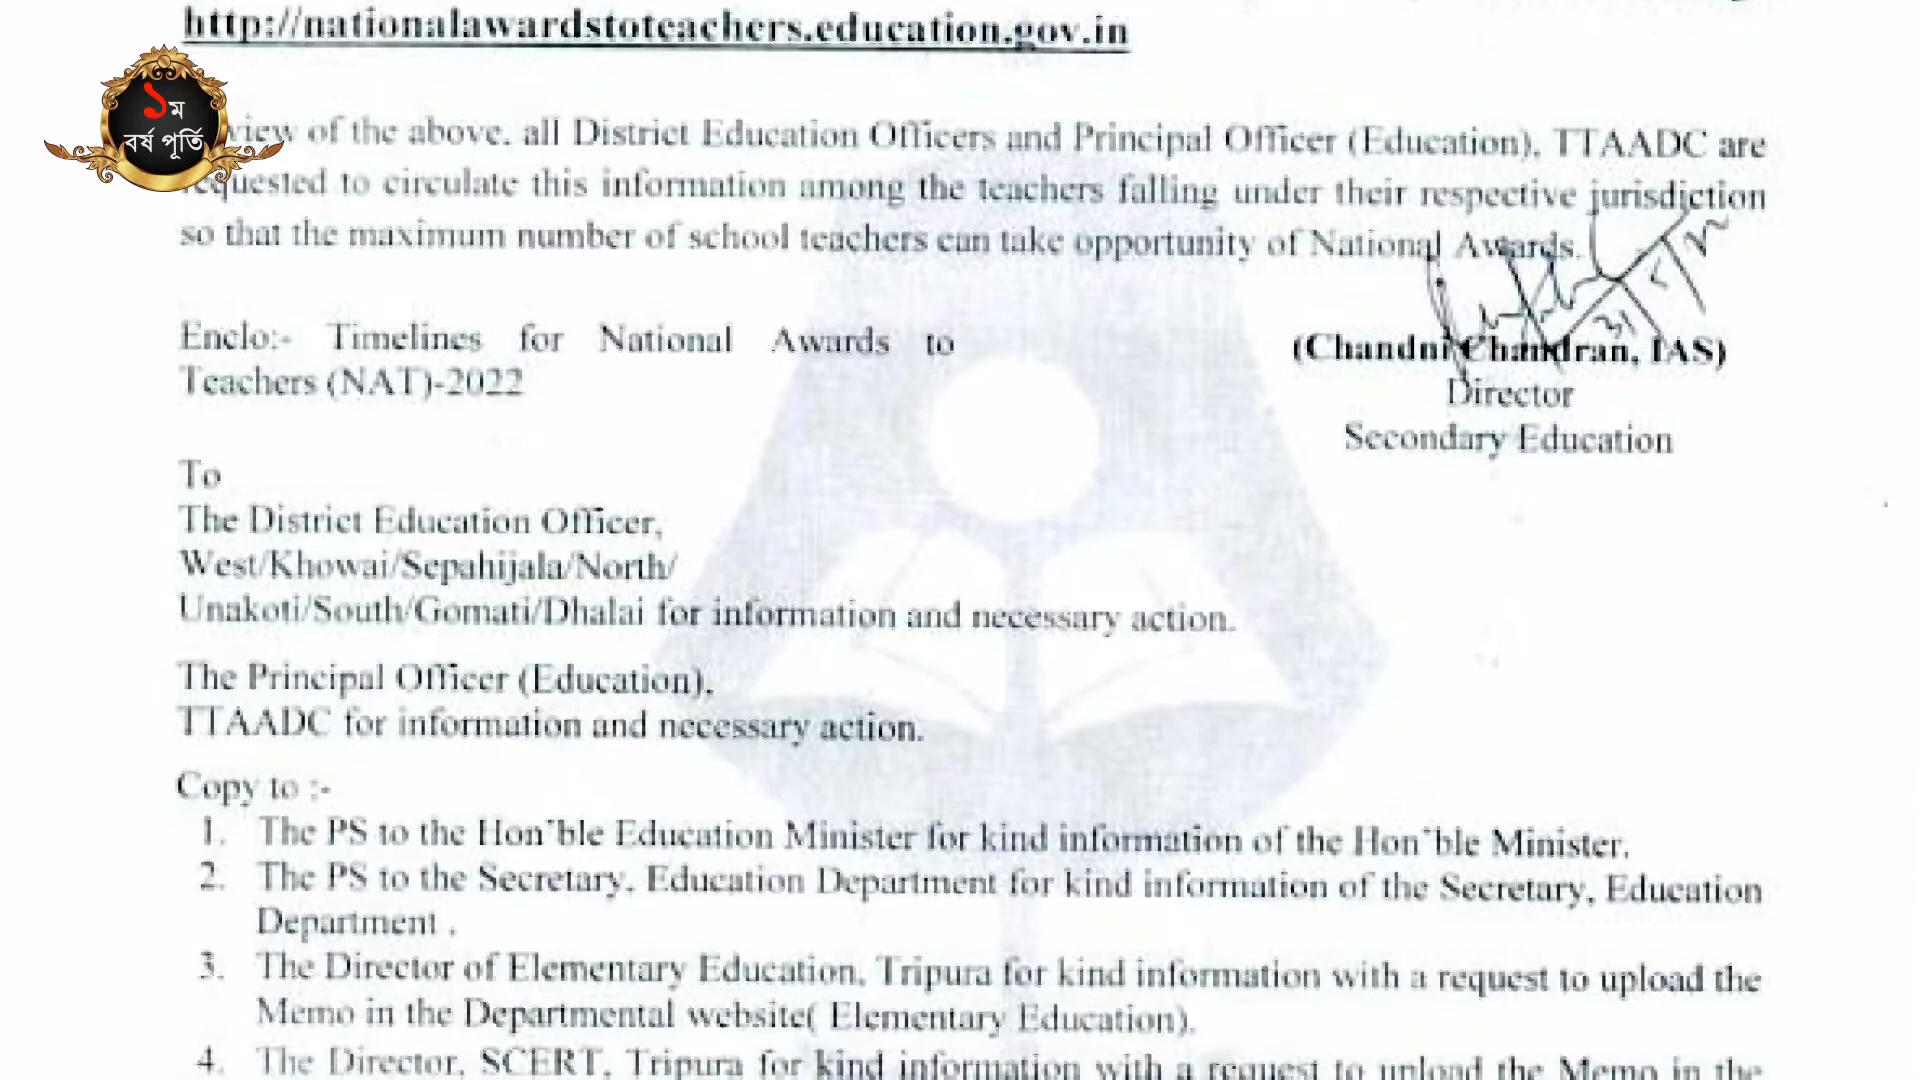 http://nationalawardstoteachers.education.gov.in
১ম
বর্ষ পূর্তি
view of the above, all District Education Officers and Principal Officer (Education), TTAADC are
requested to circulate this information among the teachers falling under their respective jurisdiction
so that the maximum number of school teachers can take opportunity of National Awards.
Enclo:- Timelines for National Awards to
Teachers (NAT)-2022
(Chandni Chandran, IAS)
Director
Secondary Education
To
The District Education Officer,
West/Khowai/Sepahijala/North/
Unakoti/South/Gomati/Dhalai for information and necessary action.
The Principal Officer (Education),
TTAADC for information and necessary action.
Copy to :-
1. The PS to the Hon'ble Education Minister for kind information of the Hon'ble Minister.
2. The PS to the Secretary, Education Department for kind information of the Secretary, Education
Department .
3. The Director of Elementary Education, Tripura for kind information with a request to upload the
Memo in the Departmental website( Elementary Education).
4. The Director, SCERT, Tripura for kind information with a request to upload the Memo in the